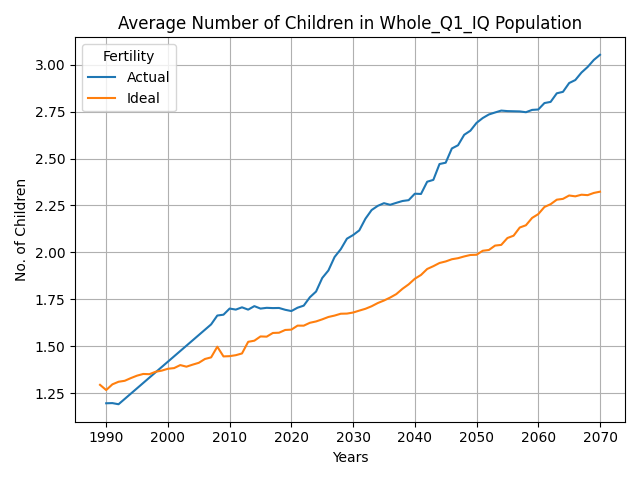 Average Number of Children in Whole_Q1_IQ Population
Fertility
Actual
Ideal
No. of Children
3.00
2.75
2.50
2.25
2.00
1.75
1.50
1.25
1990 2000 2010 2020 2030 2040 2050 2060 2070
Years